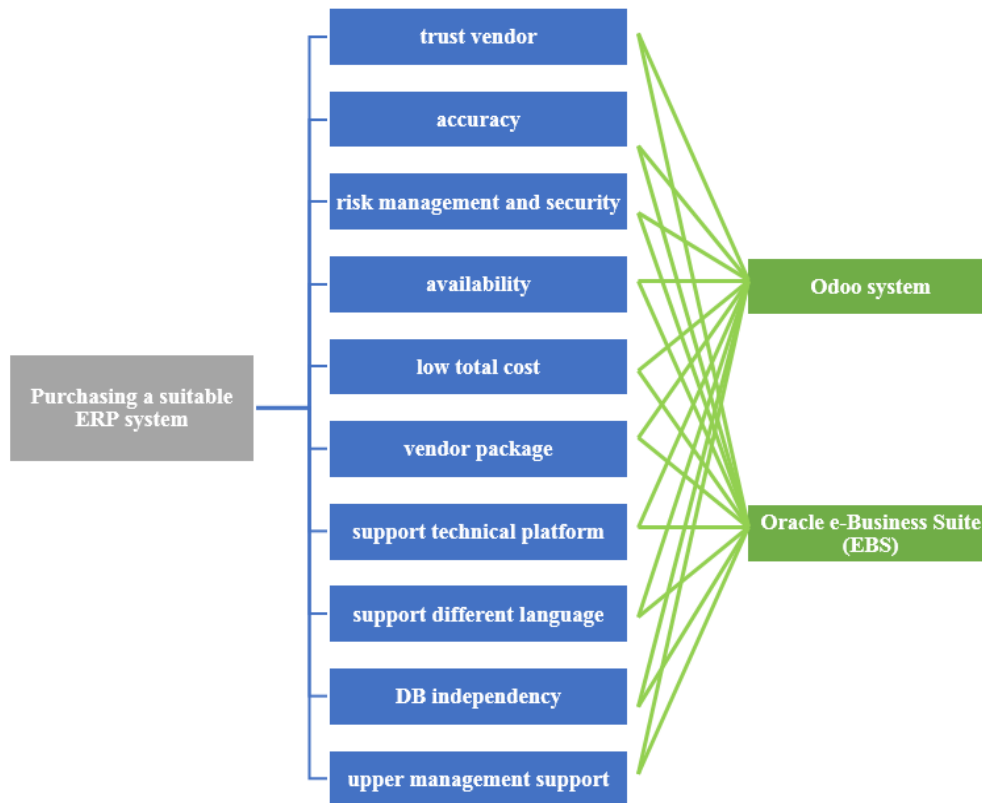 trust vendor
accuracy
risk management and security
availability
Odoo system
low total cost
Purchasing a suitable
ERP system
vendor package
support technical platform
Oracle e-Business Suite
(EBS)
support different language
DB independency
upper management support